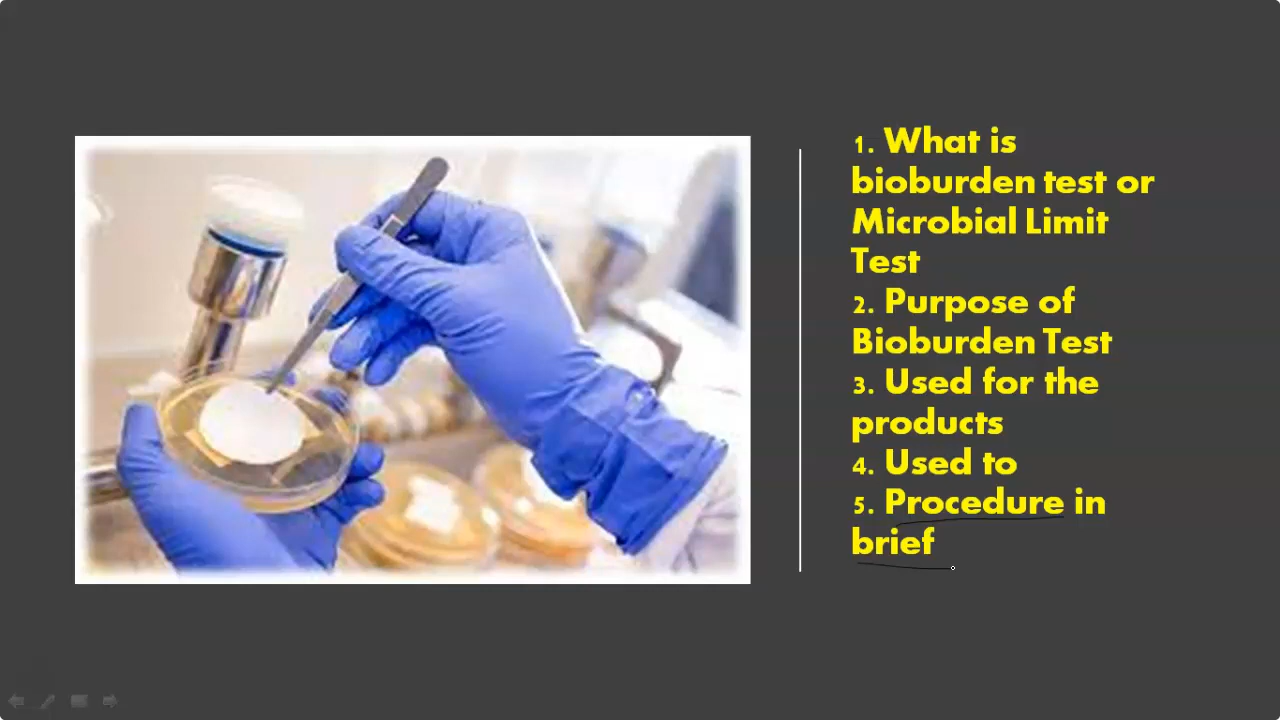 1. What is
bioburden test or
Microbial Limit
Test
2. Purpose of
Bioburden Test
3. Used for the
products
4. Used to
5. Procedure in
brief